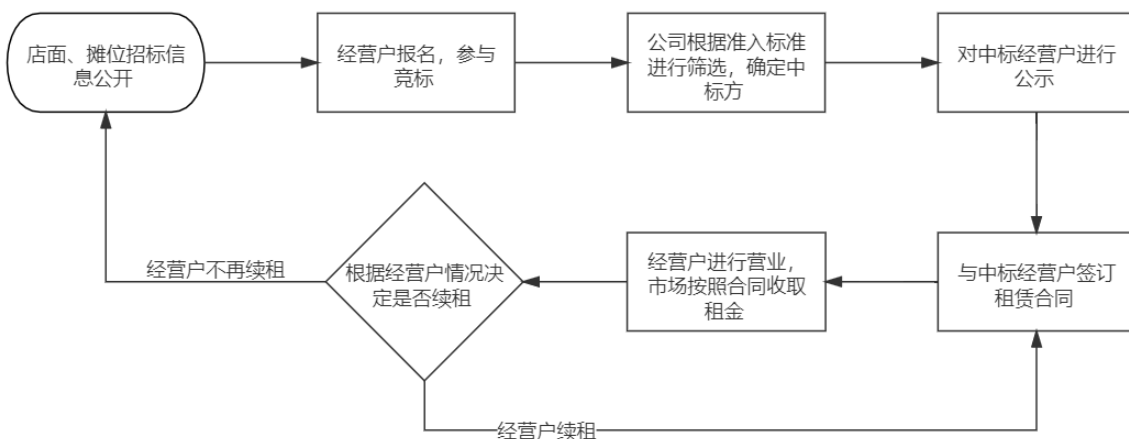 店面、摊位招标信
息公开
经营户报名，参与
竞标
公司根据准入标准
进行筛选，确定中
标方
对中标经营户进行
公示
与中标经营户签订
租赁合同
经营户进行营业，
市场按照合同收取
租金
根据经营户情况决
定是否续租
经营户不再续租
经营户续租